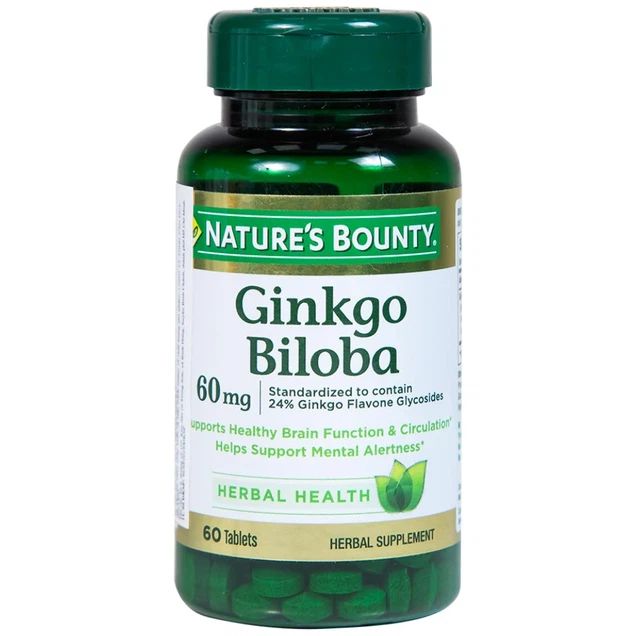 NATURE'S BOUNTY®
Ginkgo
Biloba
60mg
Standardized to contain
24% Ginkgo Flavone Glycosides
upports Healthy Brain Function & Circulation*
Helps Support Mental Alertness*
HERBAL HEALTH
60 Tablets
HERBAL SUPPLEMENT